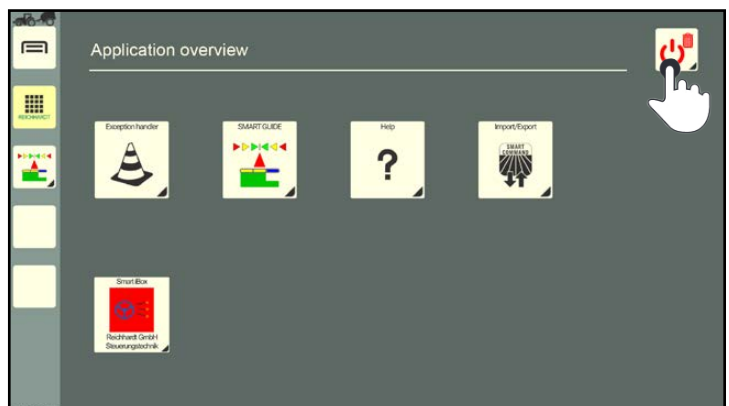 Application overview
REICHHARDT
Exception handler
SMART GUIDE
Help
?
Import/Export
SMART
COMMAND
Smart iBox
Reichhardt GmbH
Steuerungstechnik